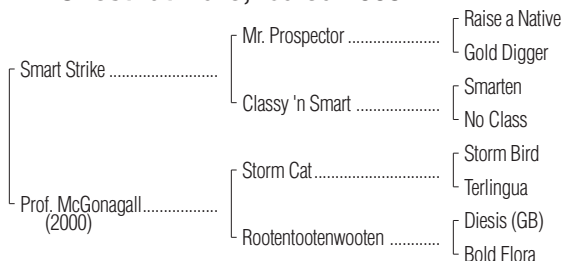 Raise a Native
Mr. Prospector
Gold Digger
Smart Strike
Smarten
Classy 'n Smart
No Class
Storm Bird
Storm Cat
Terlingua
Prof. McGonagall
(2000)
Diesis (GB)
Rootentootenwooten
Bold Flora